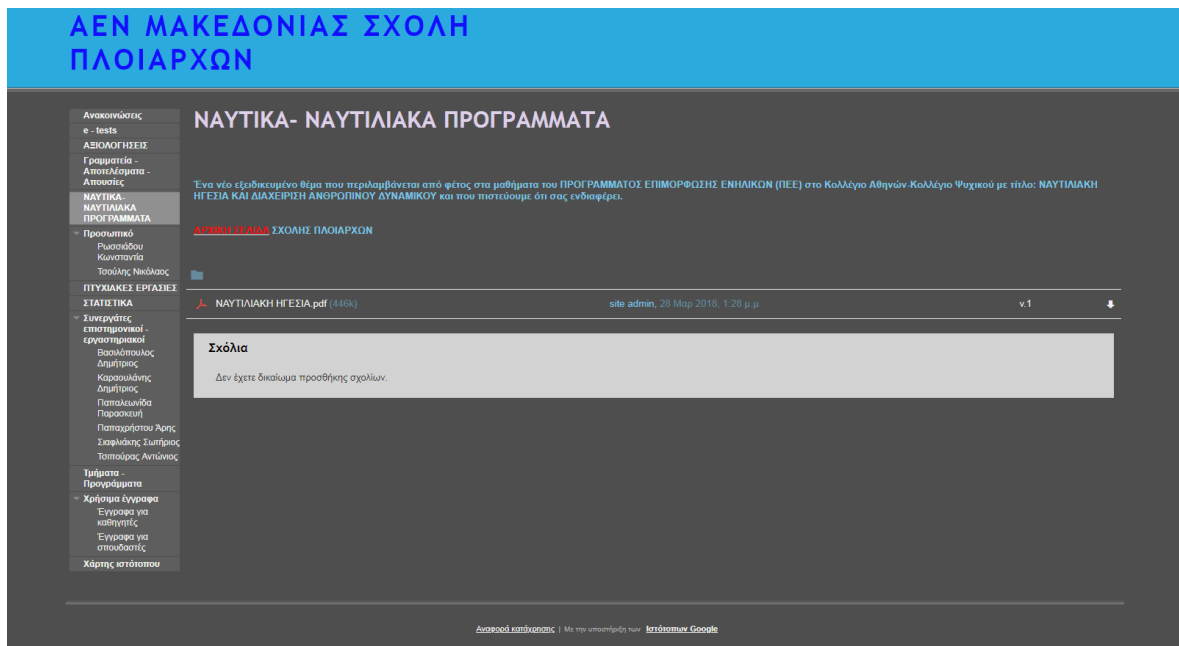 ΑΕΝ ΜΑΚΕΔΟΝΙΑΣ ΣΧΟΛΗ
ΠΛΟΙΑΡΧΩΝ
Ανακοινώσεις
e - tests
ΑΞΙΟΛΟΓΗΣΕΙΣ
Γραμματεία -
Αποτελέσματα -
Απουσίες
ΝΑΥΤΙΚΑ-
ΝΑΥΤΙΛΙΑΚΑ
ΠΡΟΓΡΑΜΜΑΤΑ
Προσωπικό
Ρωσσιάδου
Κωνσταντία
Τσούλης Νικόλαος
ΠΤΥΧΙΑΚΕΣ ΕΡΓΑΣΙΕΣ
ΣΤΑΤΙΣΤΙΚΑ
Συνεργάτες
επιστημονικοί -
εργαστηριακοί
Βασιλόπουλος
Δημήτριος
Καραουλάνης
Δημήτριος
Παπαλεωνίδα
Παρασκευή
Παπαχρήστου Άρης
Σιαφλιάκης Σωτήριος
Τσιπούρας Αντώνιος
Τμήματα -
Προγράμματα
Χρήσιμα έγγραφα
Έγγραφα για
καθηγητές
Έγγραφα για
σπουδαστές
Χάρτης ιστότοπου
ΝΑΥΤΙΚΑ- ΝΑΥΤΙΛΙΑΚΑ ΠΡΟΓΡΑΜΜΑΤΑ
Ένα νέο εξειδικευμένο θέμα που περιλαμβάνεται από φέτος στα μαθήματα του ΠΡΟΓΡΑΜΜΑΤΟΣ ΕΠΙΜΟΡΦΩΣΗΣ ΕΝΗΛΙΚΩΝ (ΠΕΕ) στο Κολλέγιο Αθηνών-Κολλέγιο Ψυχικού με τίτλο: ΝΑΥΤΙΛΙΑΚΗ
ΗΓΕΣΙΑ ΚΑΙ ΔΙΑΧΕΙΡΙΣΗ ΑΝΘΡΩΠΙΝΟΥ ΔΥΝΑΜΙΚΟΥ και που πιστεύουμε ότι σας ενδιαφέρει.
ΑΡΧΙΚΗ ΣΕΛΙΔΑ ΣΧΟΛΗΣ ΠΛΟΙΑΡΧΩΝ
ΝΑΥΤΙΛΙΑΚΗ ΗΓΕΣΙΑ.pdf (446k) site admin, 28 Μαρ 2018, 1:28 μ.μ. v.1
Σχόλια
Δεν έχετε δικαίωμα προσθήκης σχολίων.
Αναφορά κατάχρησης | Με την υποστήριξη των Ιστότοπων Google